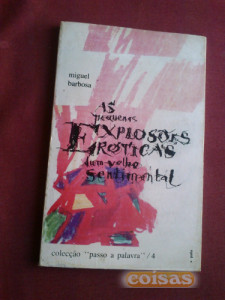 miguel
barbosa
AS
pequenas
EXPLOSÕES
ERÓTICAS
dum velho
sentimental
colecção "passo a palavra"/4
coisas